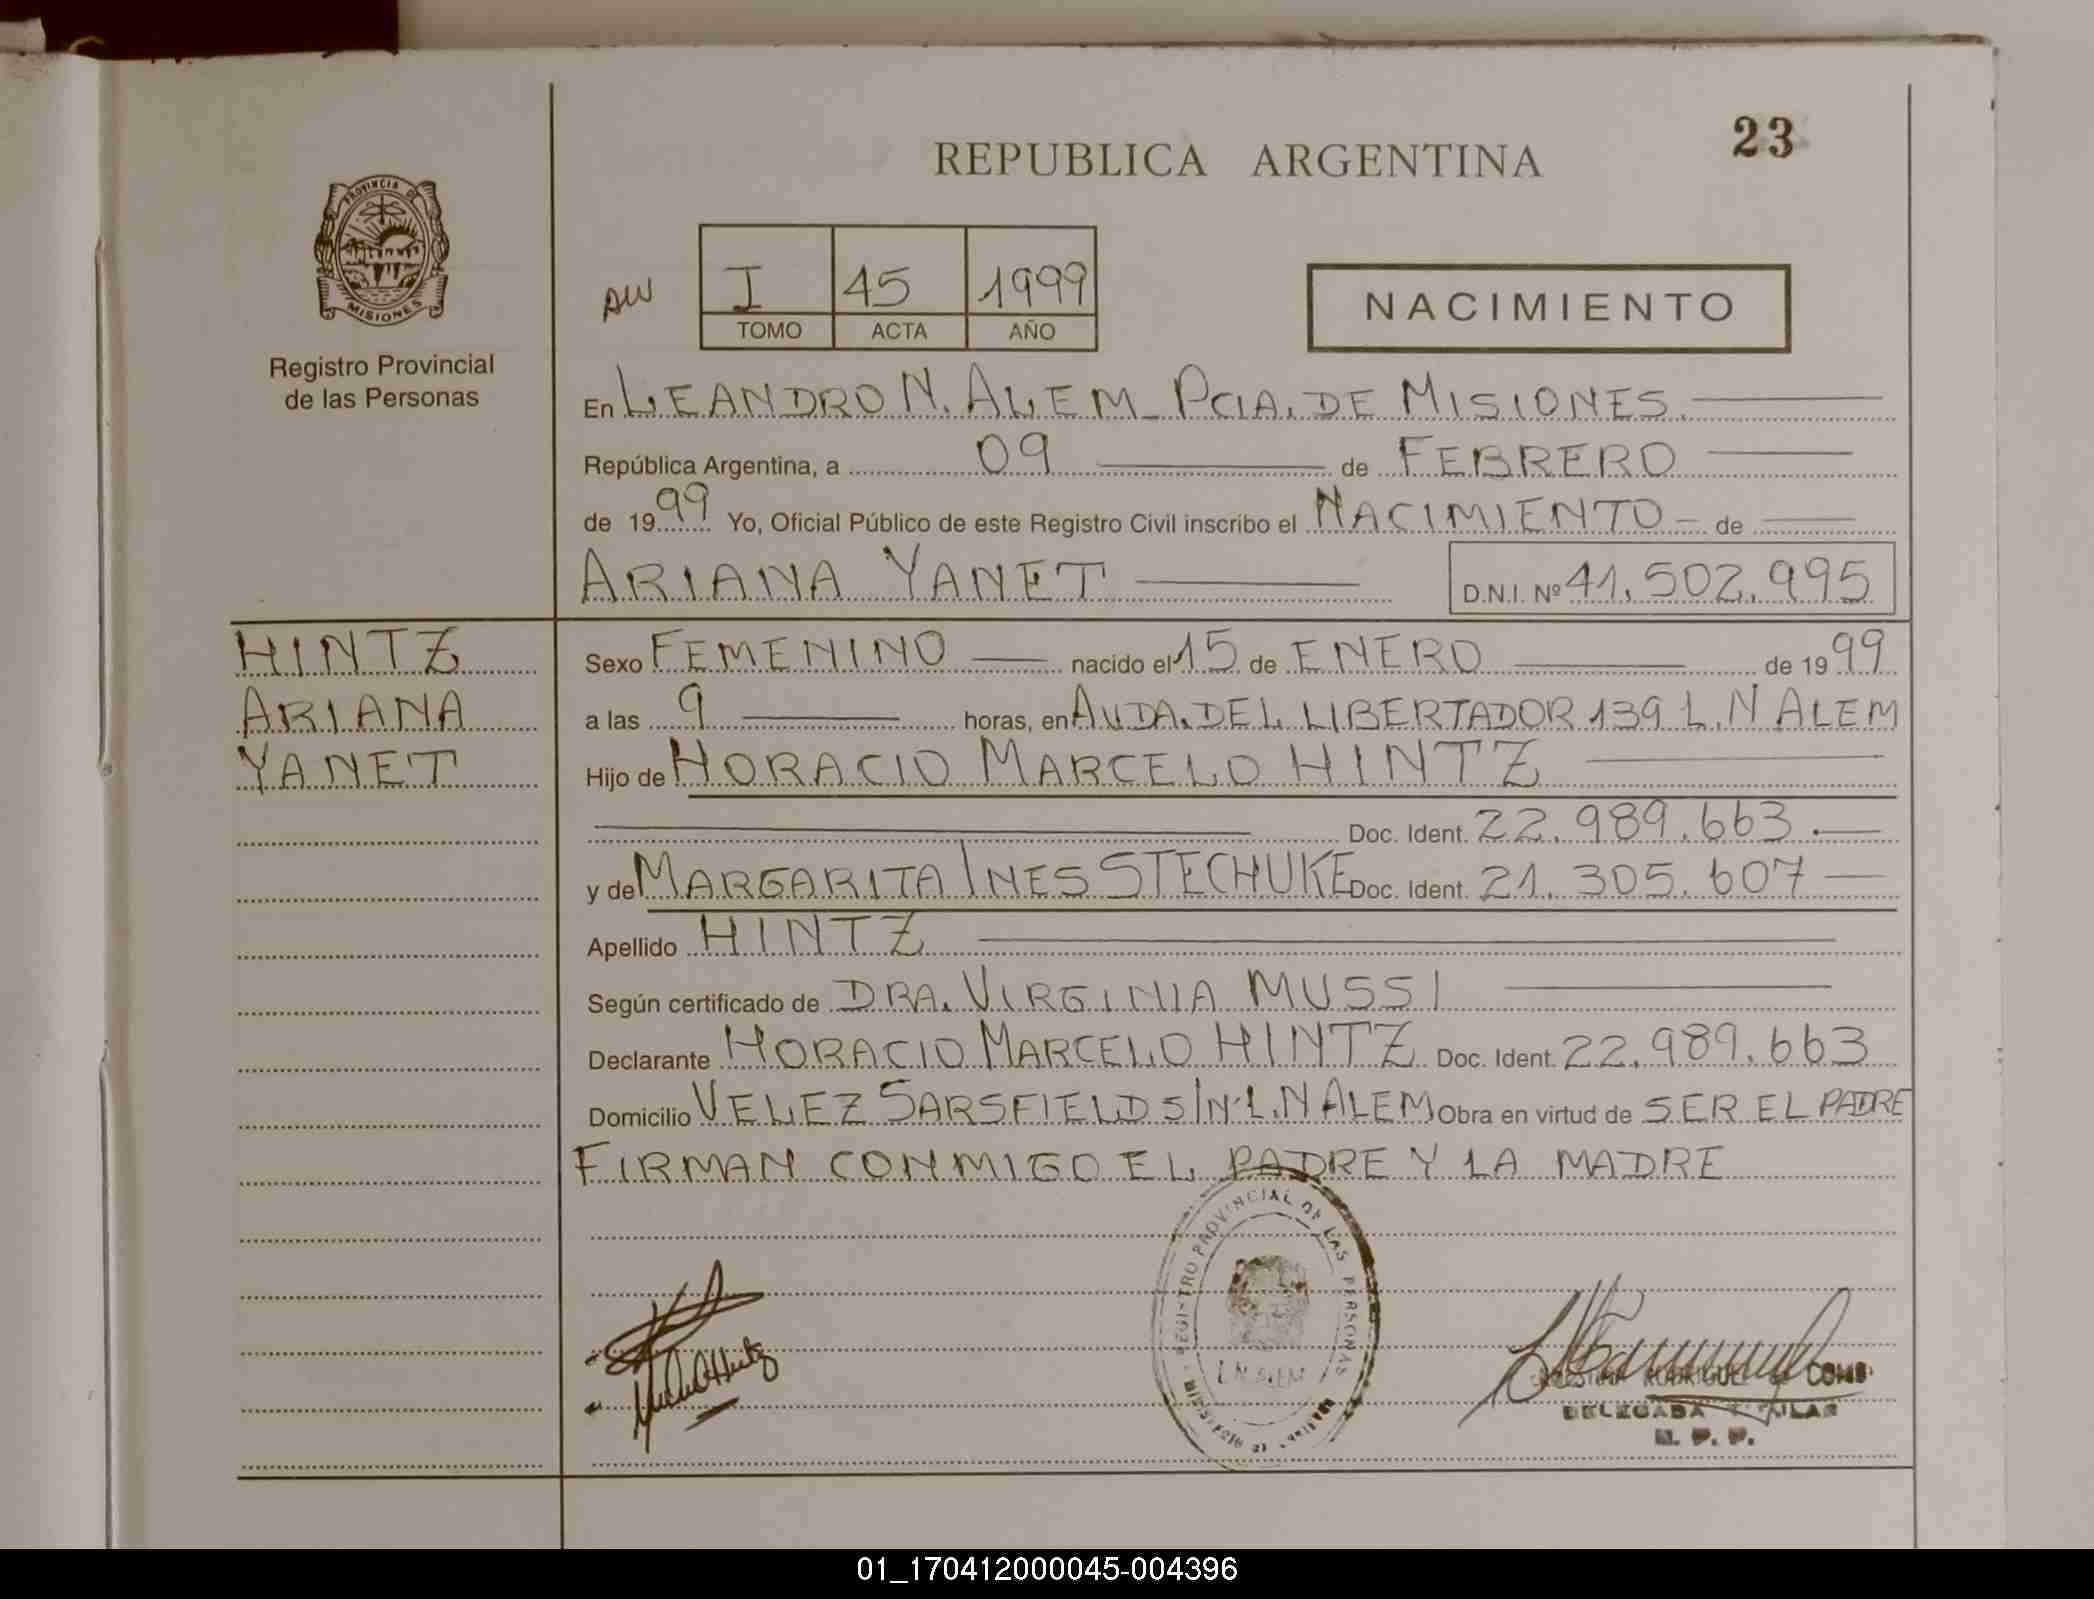 23
REPUBLICA ARGENTINA
PROVINCIA DE
MISIONES
Registro Provincial
de las Personas
I 45 1999
TOMO ACTA AÑO
NACIMIENTO
En LEANDRO N. ALEM - PCIA. DE MISIONES
República Argentina, a 09 de FEBRERO
de 1999 Yo, Oficial Público de este Registro Civil inscribo el NACIMIENTO de
ARIANA YANET D.N.I. Nº 41.502.995
HINTZ
ARIANA
YANET
Sexo FEMENINO nacido el 15 de ENERO de 1999
a las 9 horas, en AVDA. DEL LIBERTADOR 139 L. N ALEM
Hijo de HORACIO MARCELO HINTZ
Doc. Ident. 22.989.663.
y de MARGARITA INES STECHUKE Doc. Ident. 21.305.607
Apellido HINTZ
Según certificado de DRA. VIRGINIA MUSSI
Declarante HORACIO MARCELO HINTZ Doc. Ident. 22.989.663
Domicilio VELEZ SARSFIELD S/N. L. N ALEM Obra en virtud de SER EL PADRE
FIRMAN CONMIGO EL PADRE Y LA MADRE
REGISTRO PROVINCIAL DE LAS PERSONAS
L. N. ALEM
RODRIGUEZ de
DELEGADA TITULAR
R. P. P.
01_170412000045-004396